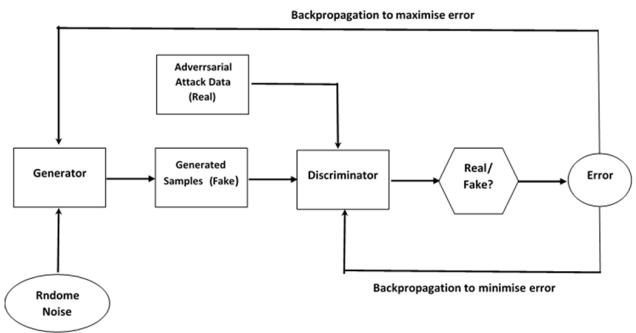 Backpropagation to maximise error
Adverrsarial
Attack Data
(Real)
Generator
Generated
Samples (Fake)
Discriminator
Real/
Fake?
Error
Rndome
Noise
Backpropagation to minimise error